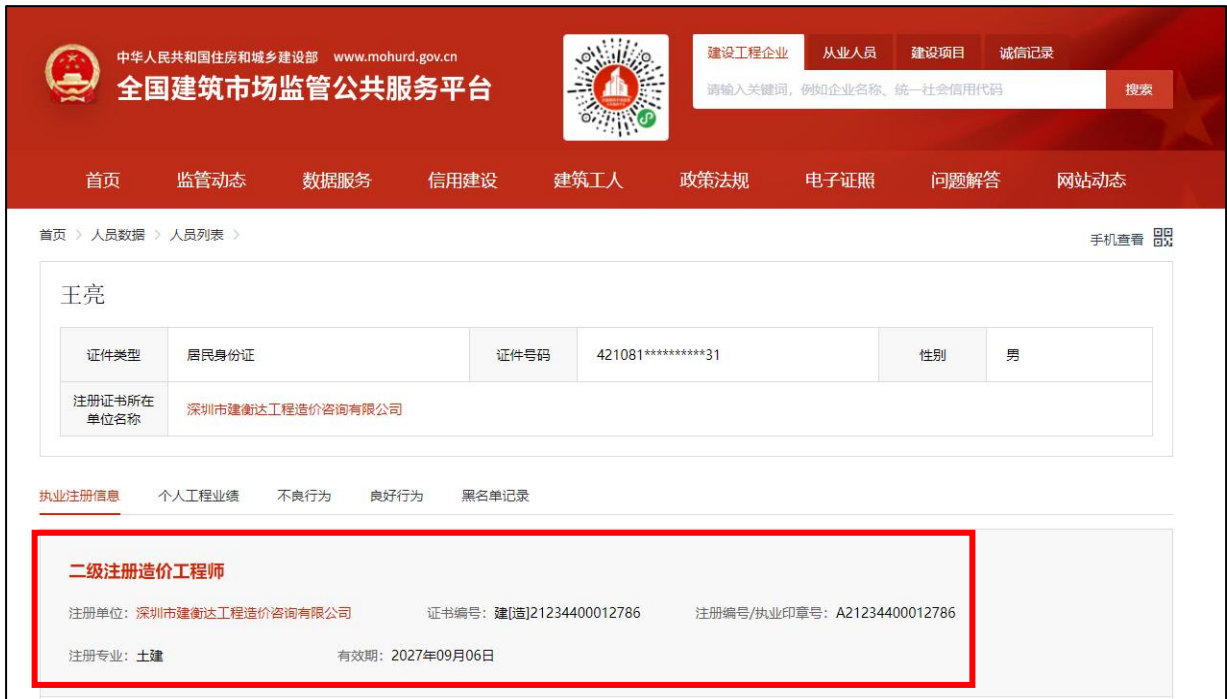 中华人民共和国住房和城乡建设部 www.mohurd.gov.cn
全国建筑市场监管公共服务平台
建设工程企业 从业人员 建设项目 诚信记录
请输入关键词，例如企业名称、统一社会信用代码 搜索
首页 监管动态 数据服务 信用建设 建筑工人 政策法规 电子证照 问题解答 网站动态
首页 > 人员数据 > 人员列表 >
手机查看
王亮
证件类型 居民身份证 证件号码 421081**********31 性别 男
注册证书所在
单位名称
深圳市建衡达工程造价咨询有限公司
执业注册信息 个人工程业绩 不良行为 良好行为 黑名单记录
二级注册造价工程师
注册单位：深圳市建衡达工程造价咨询有限公司 证书编号：建[造]21234400012786 注册编号/执业印章号：A21234400012786
注册专业：土建 有效期：2027年09月06日